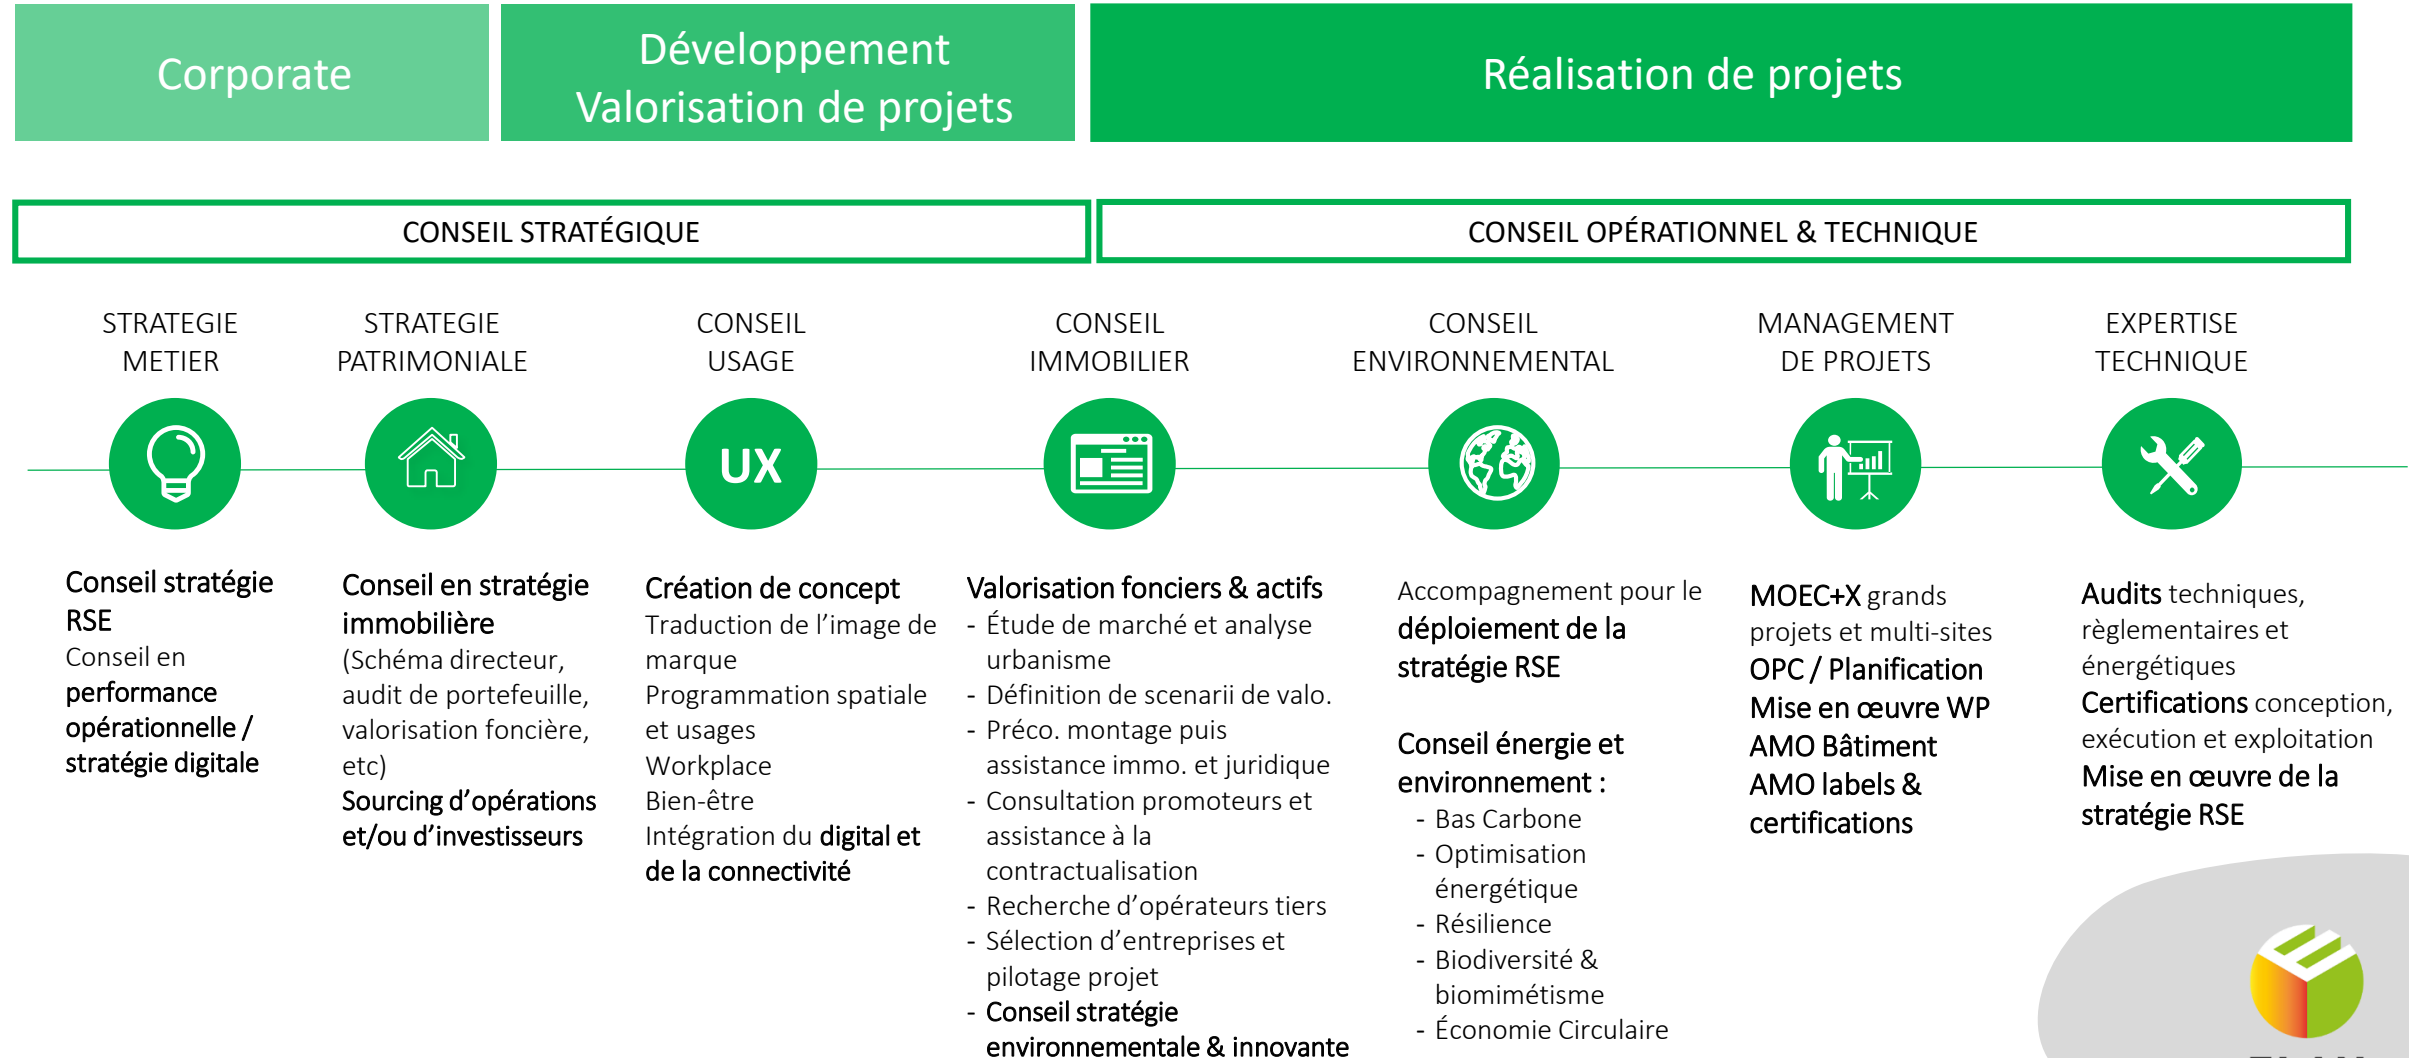 Corporate
Développement
Valorisation de projets
Réalisation de projets
CONSEIL STRATÉGIQUE
CONSEIL OPÉRATIONNEL & TECHNIQUE
STRATEGIE
METIER
STRATEGIE
PATRIMONIALE
CONSEIL
USAGE
CONSEIL
IMMOBILIER
CONSEIL
ENVIRONNEMENTAL
MANAGEMENT
DE PROJETS
EXPERTISE
TECHNIQUE
UX
Conseil stratégie
RSE
Conseil en
performance
opérationnelle /
stratégie digitale
Conseil en stratégie
immobilière
(Schéma directeur,
audit de portefeuille,
valorisation foncière,
etc)
Sourcing d’opérations
et/ou d’investisseurs
Création de concept
Traduction de l’image de
marque
Programmation spatiale
et usages
Workplace
Bien-être
Intégration du digital et
de la connectivité
Valorisation fonciers & actifs
- Étude de marché et analyse
urbanisme
- Définition de scenarii de valo.
- Préco. montage puis
assistance immo. et juridique
- Consultation promoteurs et
assistance à la
contractualisation
- Recherche d’opérateurs tiers
- Sélection d’entreprises et
pilotage projet
- Conseil stratégie
environnementale & innovante
Accompagnement pour le
déploiement de la
stratégie RSE
Conseil énergie et
environnement :
- Bas Carbone
- Optimisation
énergétique
- Résilience
- Biodiversité &
biomimétisme
- Économie Circulaire
MOEC+X grands
projets et multi-sites
OPC / Planification
Mise en œuvre WP
AMO Bâtiment
AMO labels &
certifications
Audits techniques,
règlementaires et
énergétiques
Certifications conception,
exécution et exploitation
Mise en œuvre de la
stratégie RSE